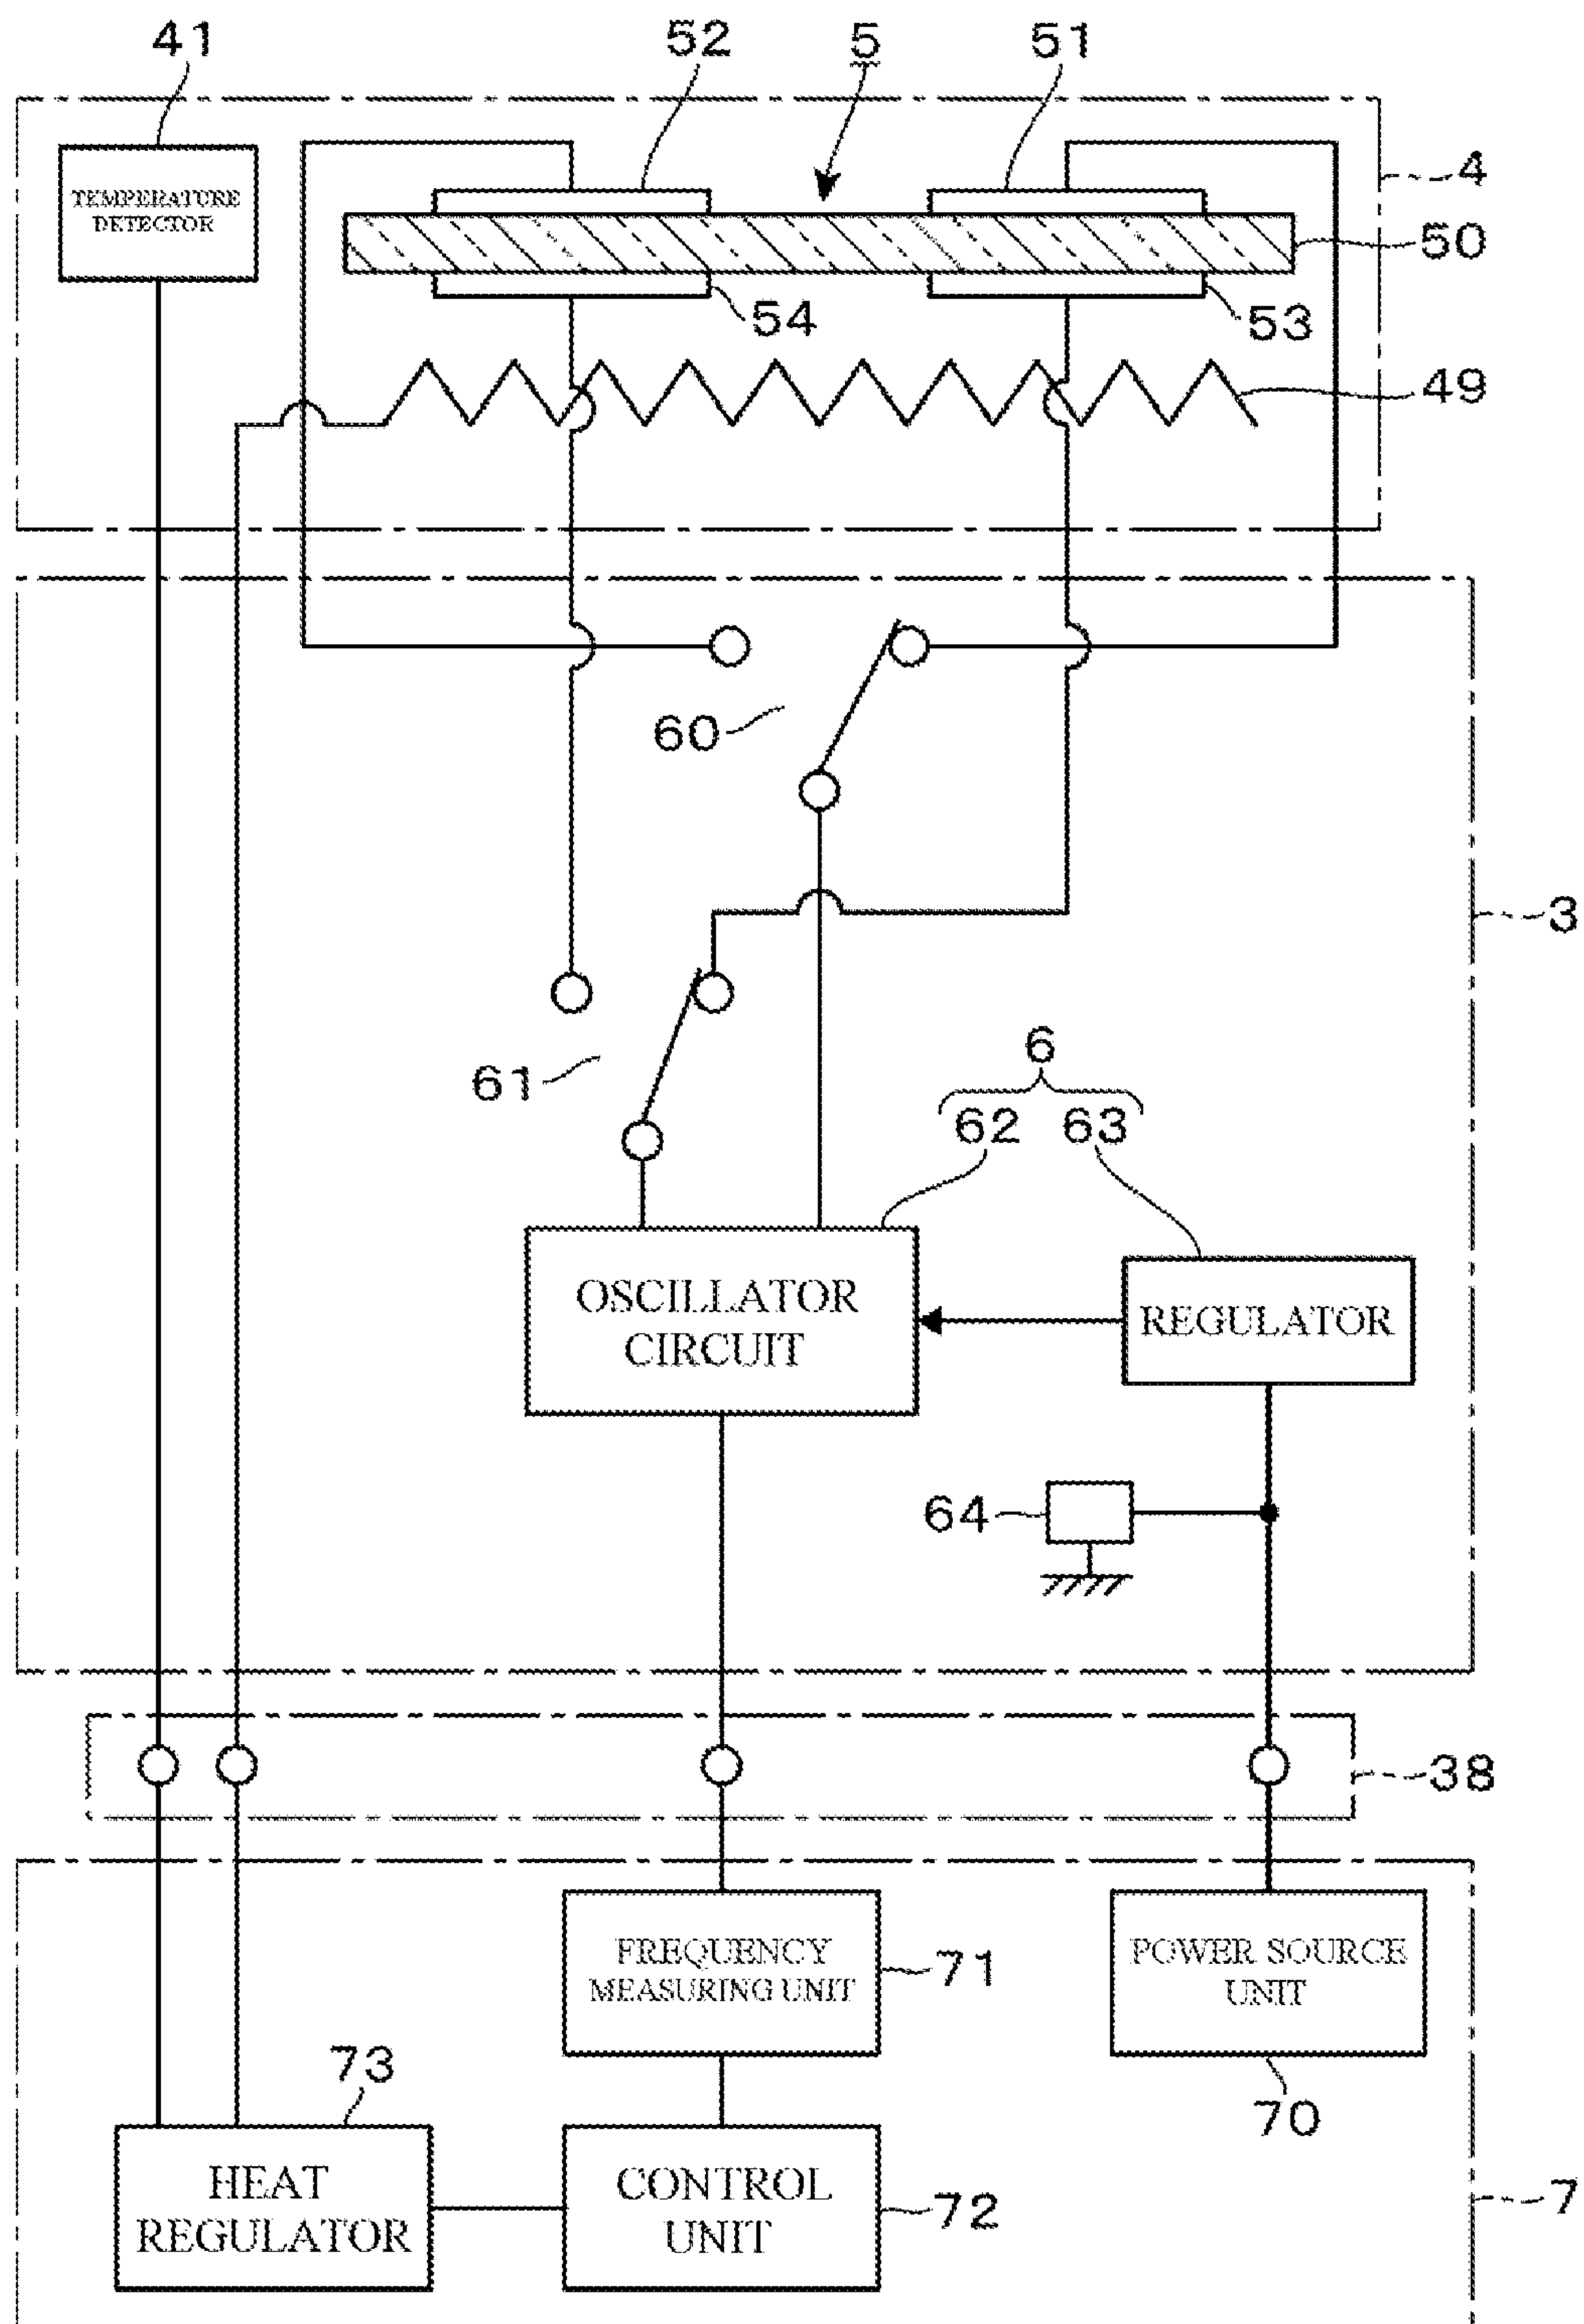 41
52
5
51
TEMPERATURE
DETECTOR
4
50
54
53
49
60
3
61
6
62 63
OSCILLATOR
CIRCUIT
REGULATOR
64
38
FREQUENCY
MEASURING UNIT
71
POWER SOURCE
UNIT
70
73
HEAT
REGULATOR
CONTROL
UNIT
72
7